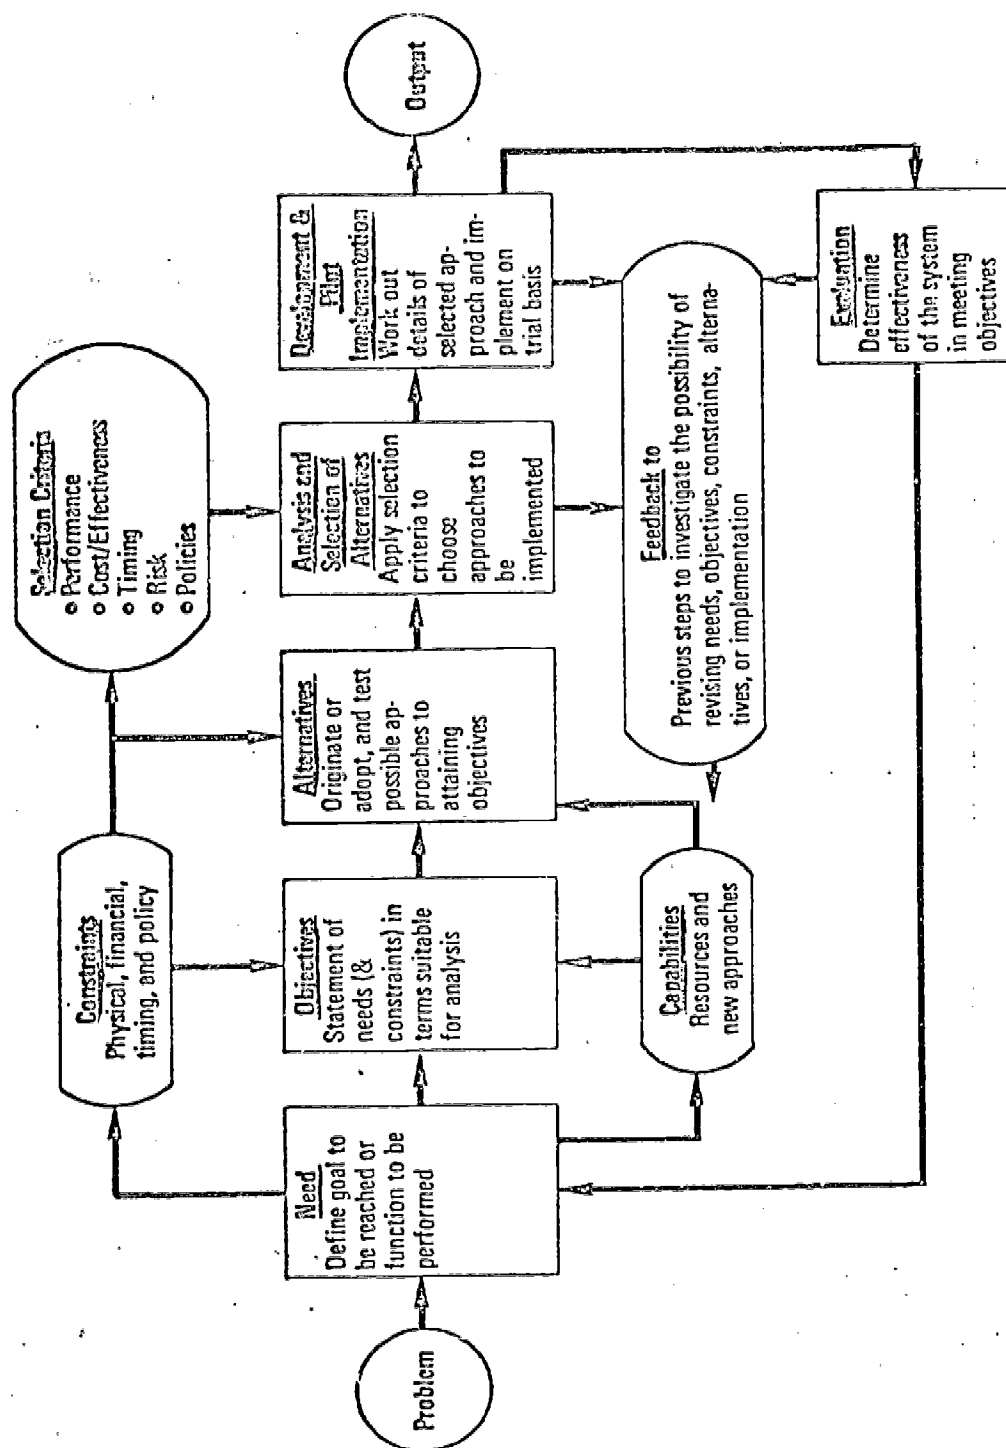 Problem
Need
Define goal to
be reached or
function to be
performed
Constraints
Physical, financial,
timing, and policy
Objectives
Statement of
needs (&
constraints) in
terms suitable
for analysis
Capabilities
Resources and
new approaches
Alternatives
Originate or
adopt, and test
possible ap-
proaches to
attaining
objectives
Selection Criteria
o Performance
o Cost/Effectiveness
o Timing
o Risk
o Policies
Analysis and
Selection of
Alternatives
Apply selection
criteria to
choose
approaches to
be
implemented
Development &
Pilot
Implementation
Work out
details of
selected ap-
proach and im-
plement on
trial basis
Output
Feedback to
Previous steps to investigate the possibility of
revising needs, objectives, constraints, alterna-
tives, or implementation
Evaluation
Determine
effectiveness
of the system
in meeting
objectives